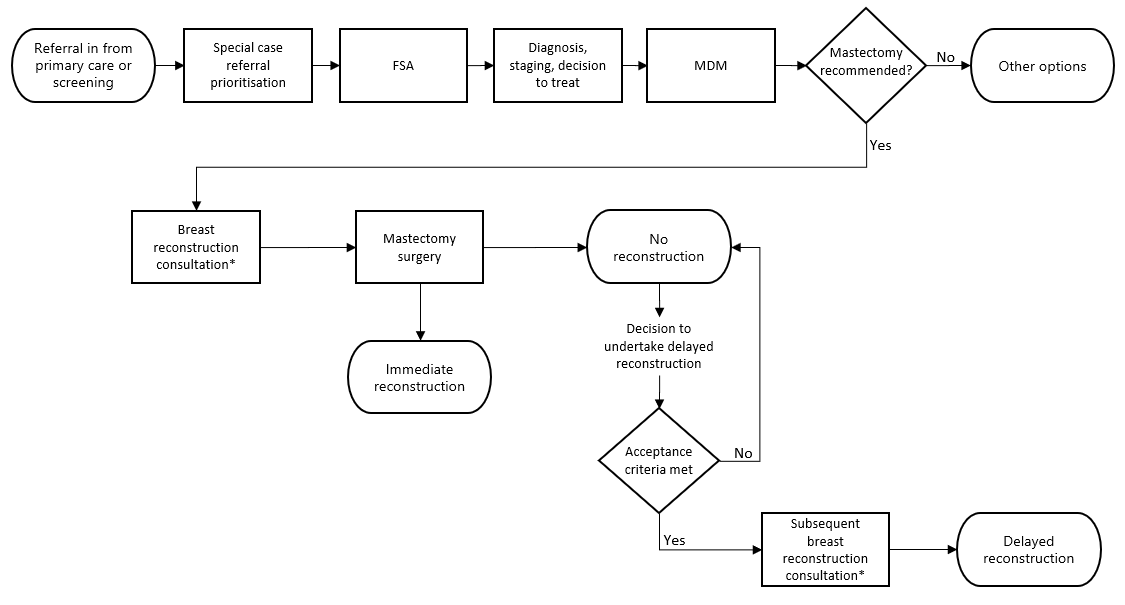 Referral in from
primary care or
screening
Special case
referral
prioritisation
FSA
Diagnosis,
staging, decision
to treat
MDM
Mastectomy
recommended?
No
Other options
Yes
Breast
reconstruction
consultation*
Mastectomy
surgery
No
reconstruction
Immediate
reconstruction
Decision to
undertake delayed
reconstruction
Acceptance
criteria met
No
Yes
Subsequent
breast
reconstruction
consultation*
Delayed
reconstruction